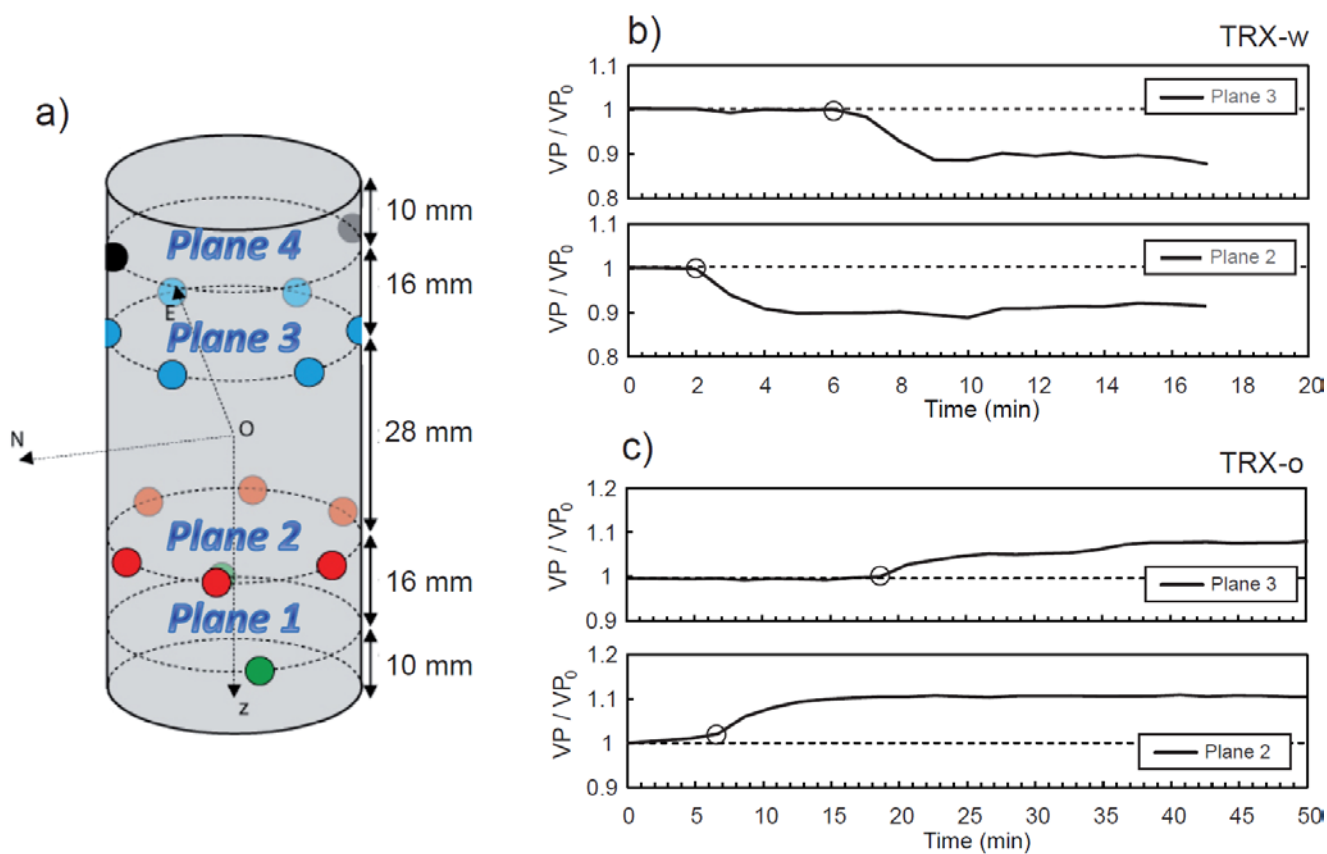 a)
Plane 4
Plane 3
Plane 2
Plane 1
E
O
N
z
10 mm
16 mm
28 mm
16 mm
10 mm
b)
TRX-w
VP / VP0
1.1
1
0.9
0.8
Plane 3
VP / VP0
1.1
1
0.9
0.8
Plane 2
0 2 4 6 8 10 12 14 16 18 20
Time (min)
c)
TRX-o
VP / VP0
1.2
1.1
1
0.9
Plane 3
VP / VP0
1.2
1.1
1
0.9
Plane 2
0 5 10 15 20 25 30 35 40 45 50
Time (min)